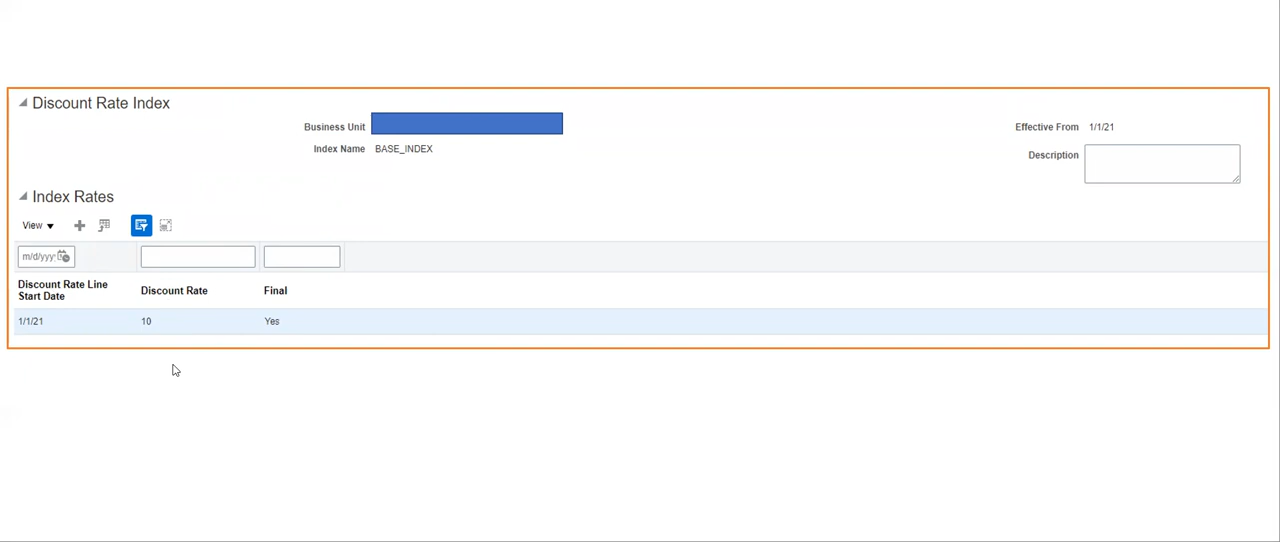 Discount Rate Index
Business Unit
Effective From 1/1/21
Index Name BASE_INDEX
Description
Index Rates
View
m/d/yyy
Discount Rate Line
Start Date
Discount Rate
Final
1/1/21 10 Yes